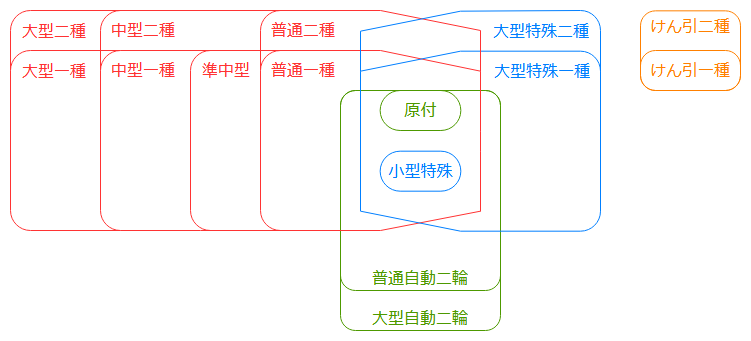 大型二種 中型二種 普通二種 大型特殊二種 けん引二種
大型一種 中型一種 準中型 普通一種 大型特殊一種 けん引一種
原付
小型特殊
普通自動二輪
大型自動二輪